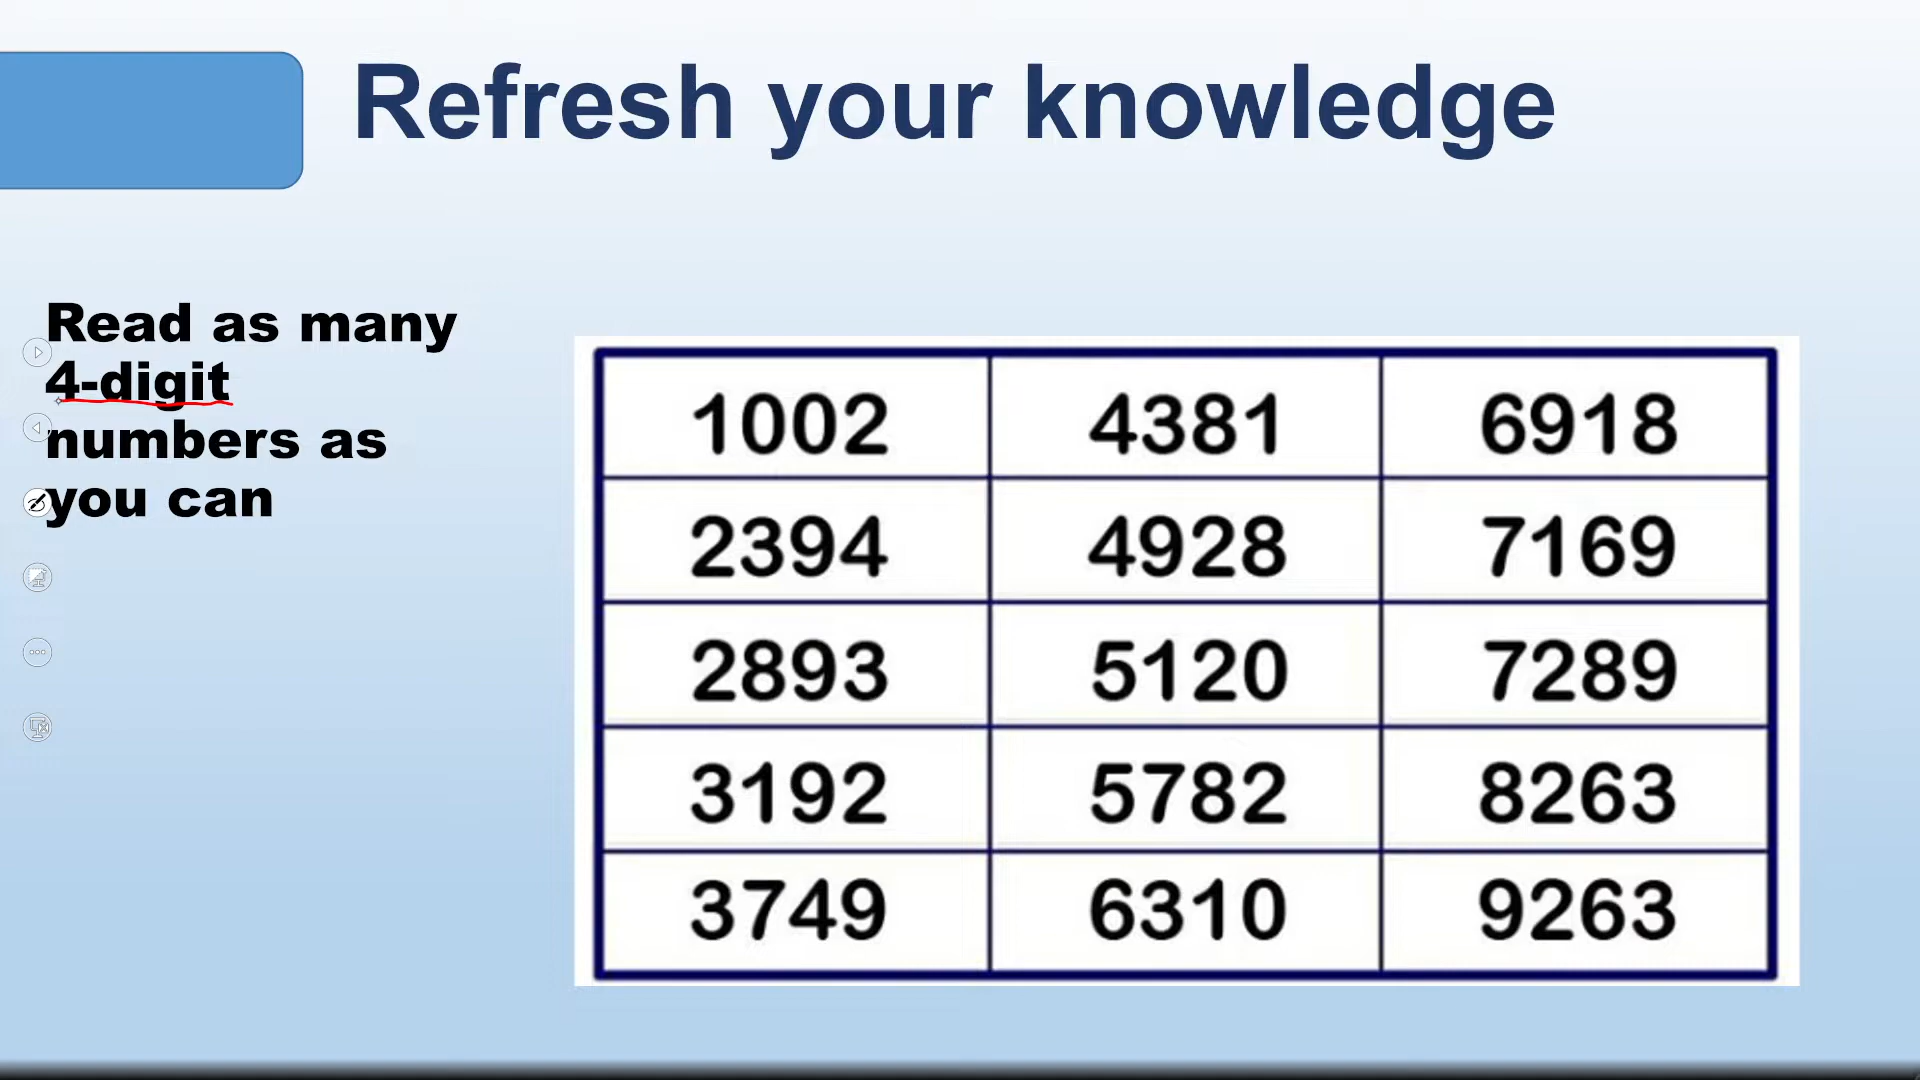 Refresh your knowledge
Read as many
4-digit
numbers as
you can
1002 4381 6918
2394 4928 7169
2893 5120 7289
3192 5782 8263
3749 6310 9263